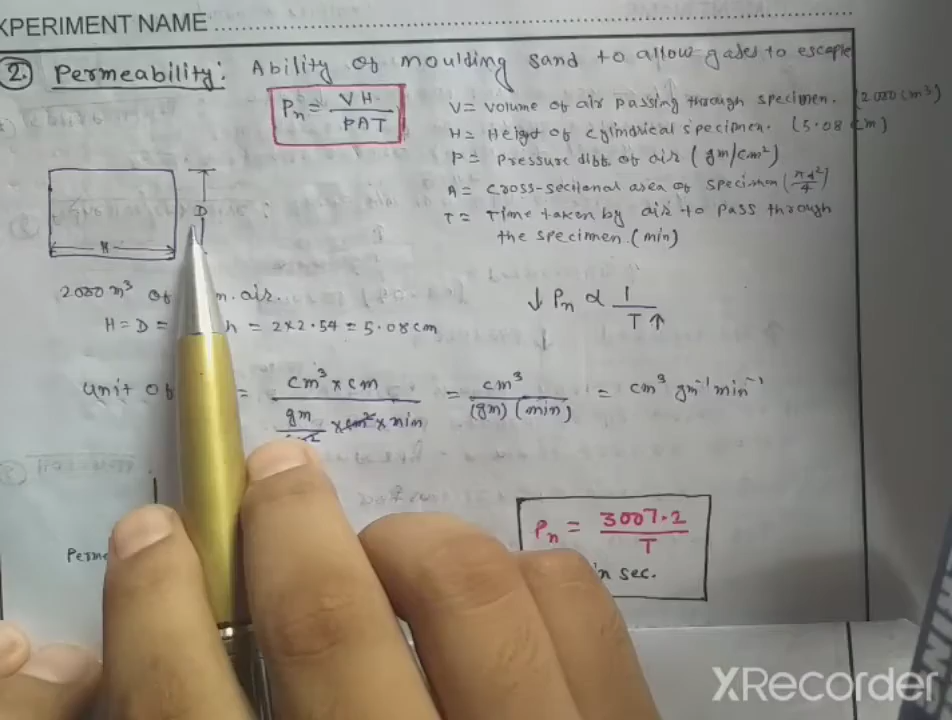 XPERIMENT NAME
2. Permeability: Ability of moulding sand to allow gases to escape
Pn = VH / PAT
V = Volume of air passing through specimen. (2000 cm³)
H = Height of cylindrical specimen. (5.08 cm)
P = Pressure diff. of air (gm/cm²)
A = cross-sectional area of specimen (πd²/4)
T = Time taken by air to pass through
the specimen. (min)
D
H
2000 m³ of n. air.
H = D = h = 2×2.54 = 5.08 cm
↓ Pn ∝ 1 / T ↑
unit of = cm³ × cm / gm/cm² × cm² × min = cm³ / (gm) (min) = cm³ gm⁻¹ min⁻¹
Pn = 3007.2 / T
in sec.
Perme
XRecorder